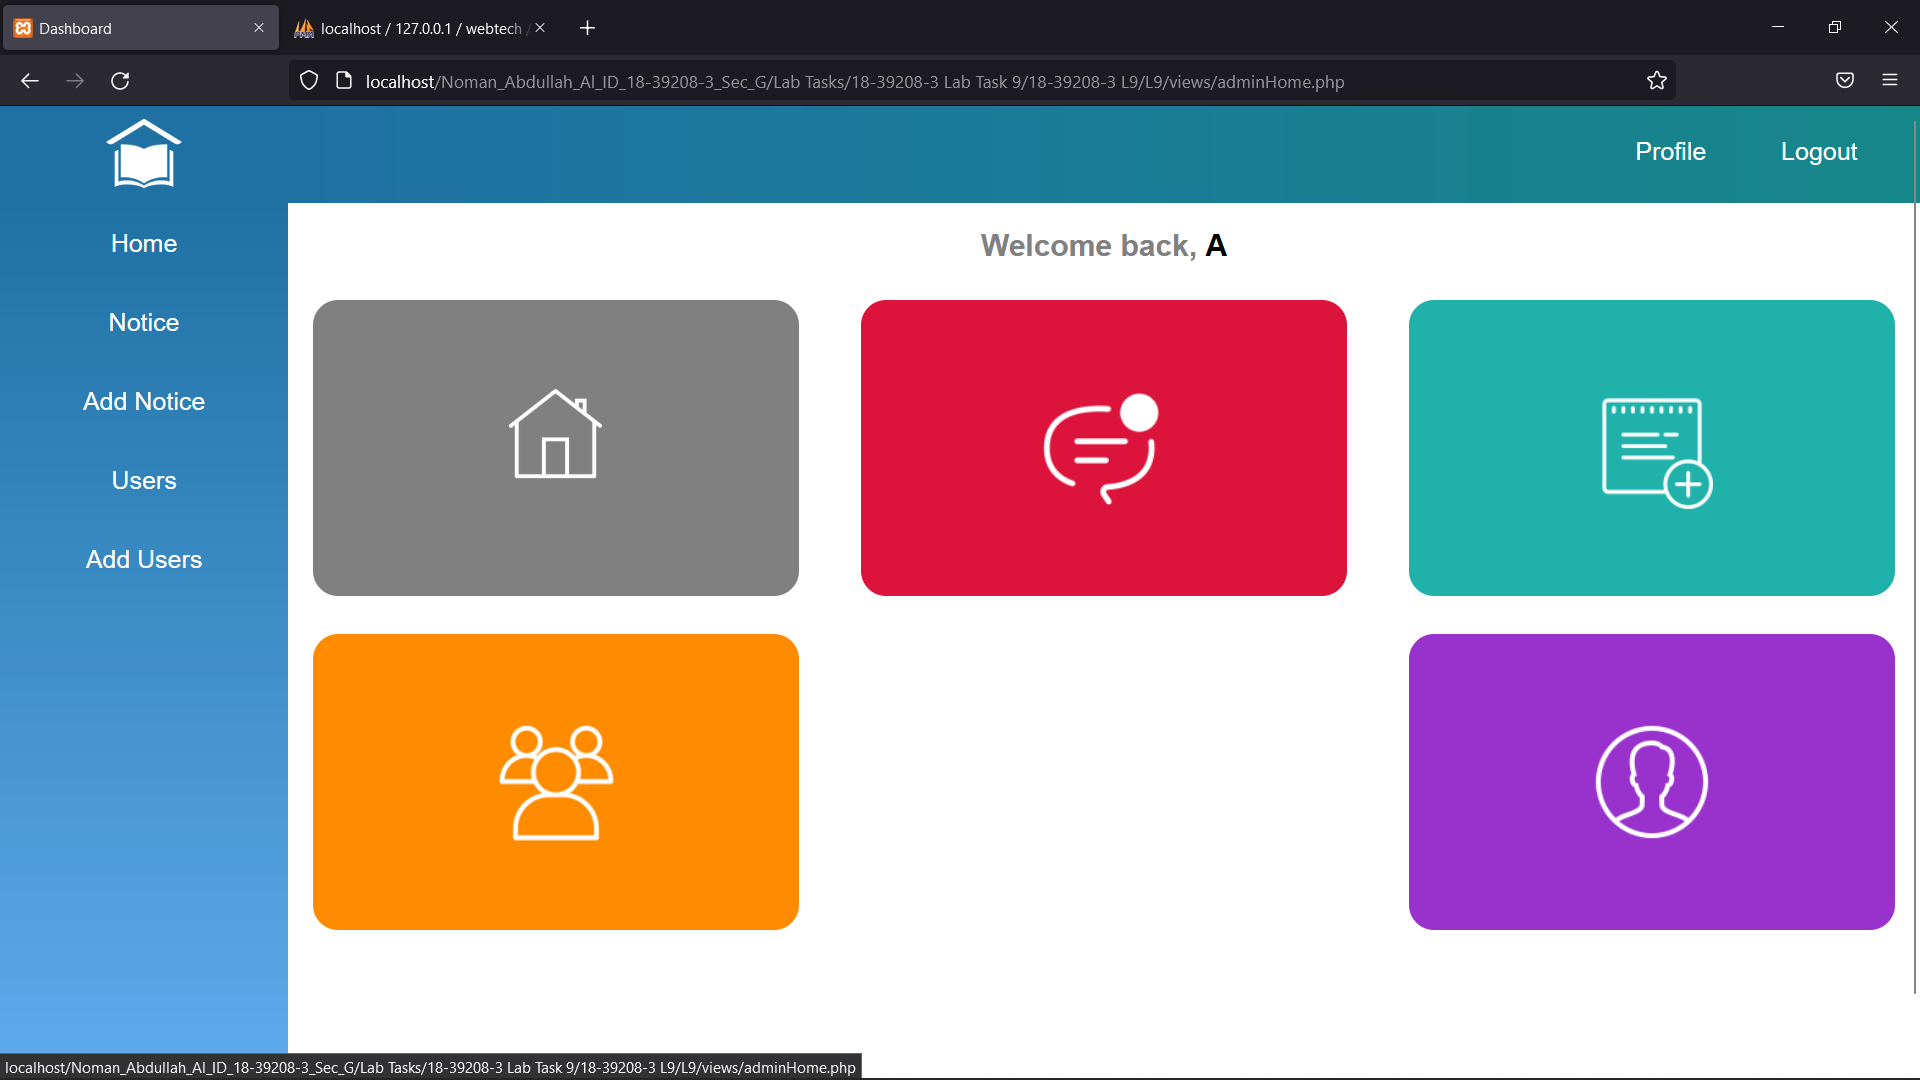 Dashboard
localhost / 127.0.0.1 / webtech /
localhost/Noman_Abdullah_Al_ID_18-39208-3_Sec_G/Lab Tasks/18-39208-3 Lab Task 9/18-39208-3 L9/L9/views/adminHome.php
Profile
Logout
Home
Notice
Add Notice
Users
Add Users
Welcome back, A
localhost/Noman_Abdullah_Al_ID_18-39208-3_Sec_G/Lab Tasks/18-39208-3 Lab Task 9/18-39208-3 L9/L9/views/adminHome.php